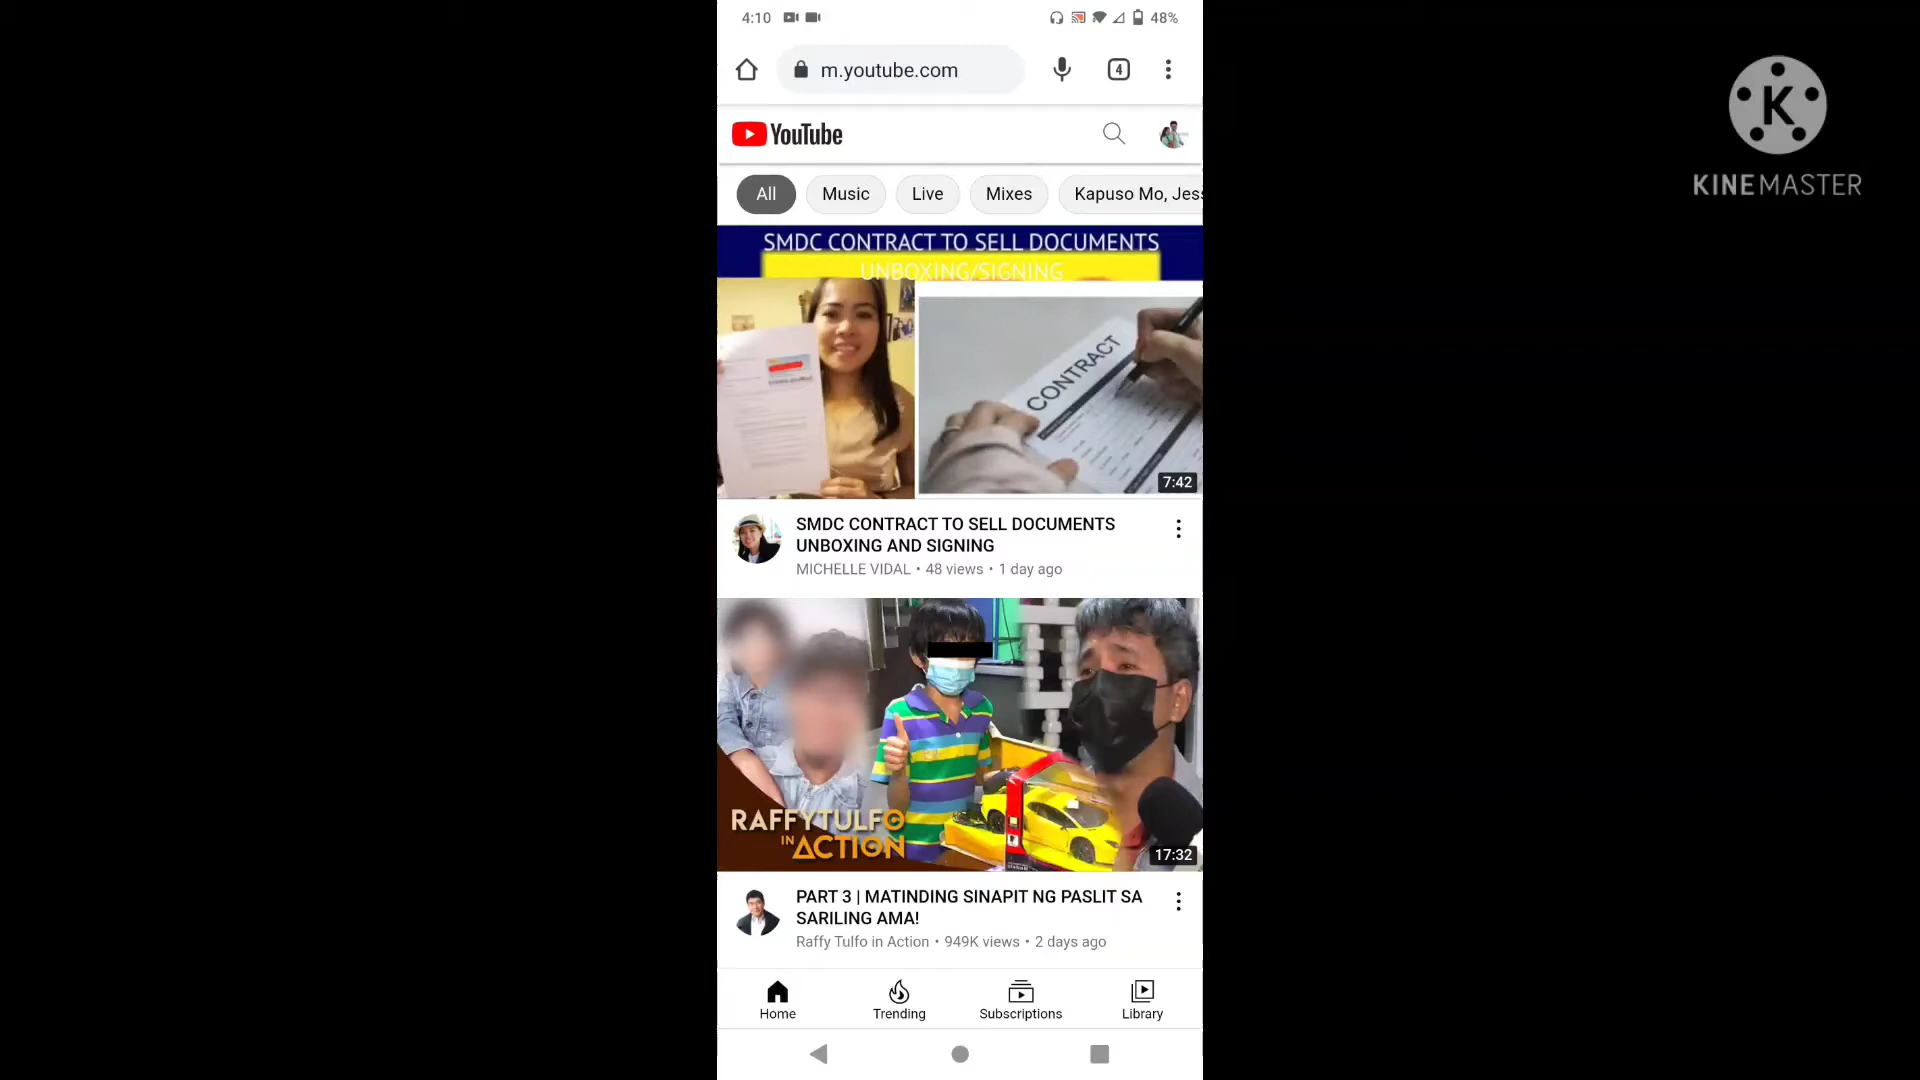 4:10
48%
m.youtube.com
4
YouTube
All
Music
Live
Mixes
Kapuso Mo, Jess
SMDC CONTRACT TO SELL DOCUMENTS
UNBOXING/SIGNING
CONTRACT
7:42
SMDC CONTRACT TO SELL DOCUMENTS
UNBOXING AND SIGNING
MICHELLE VIDAL • 48 views • 1 day ago
RAFFYTULFO
IN ACTION
17:32
PART 3 | MATINDING SINAPIT NG PASLIT SA
SARILING AMA!
Raffy Tulfo in Action • 949K views • 2 days ago
Home
Trending
Subscriptions
Library
K
KINEMASTER